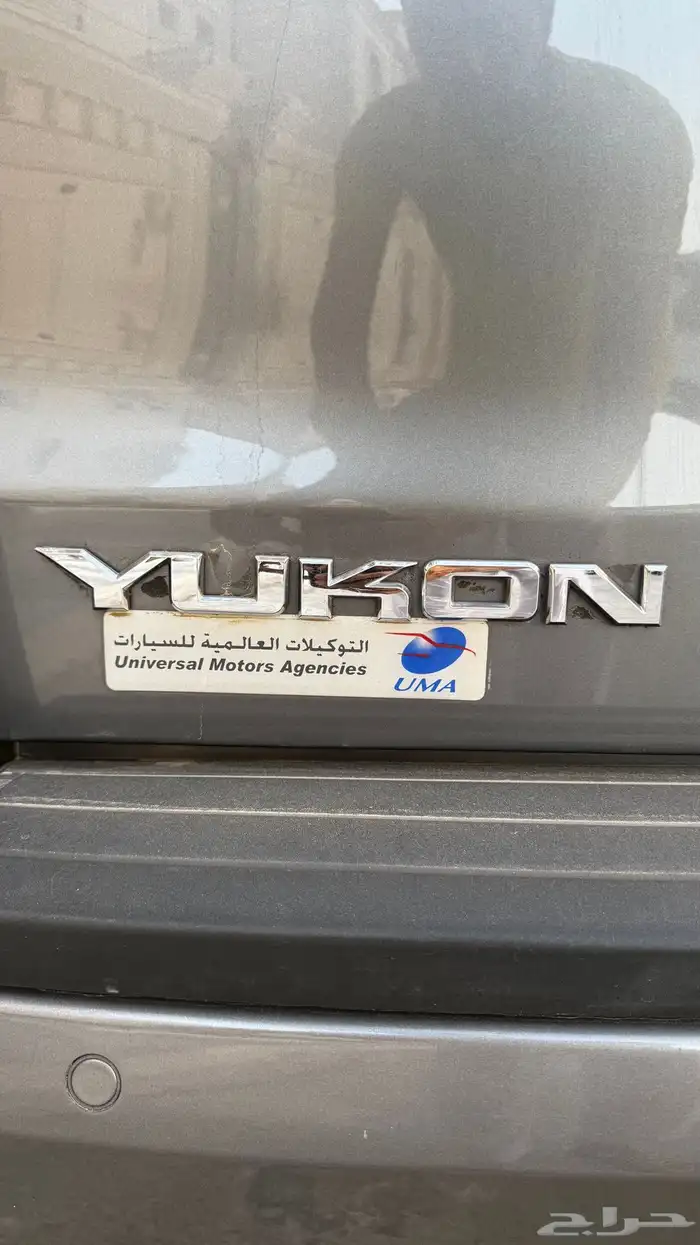 YUKON
التوكيلات العالمية للسيارات
Universal Motors Agencies
UMA
حراج